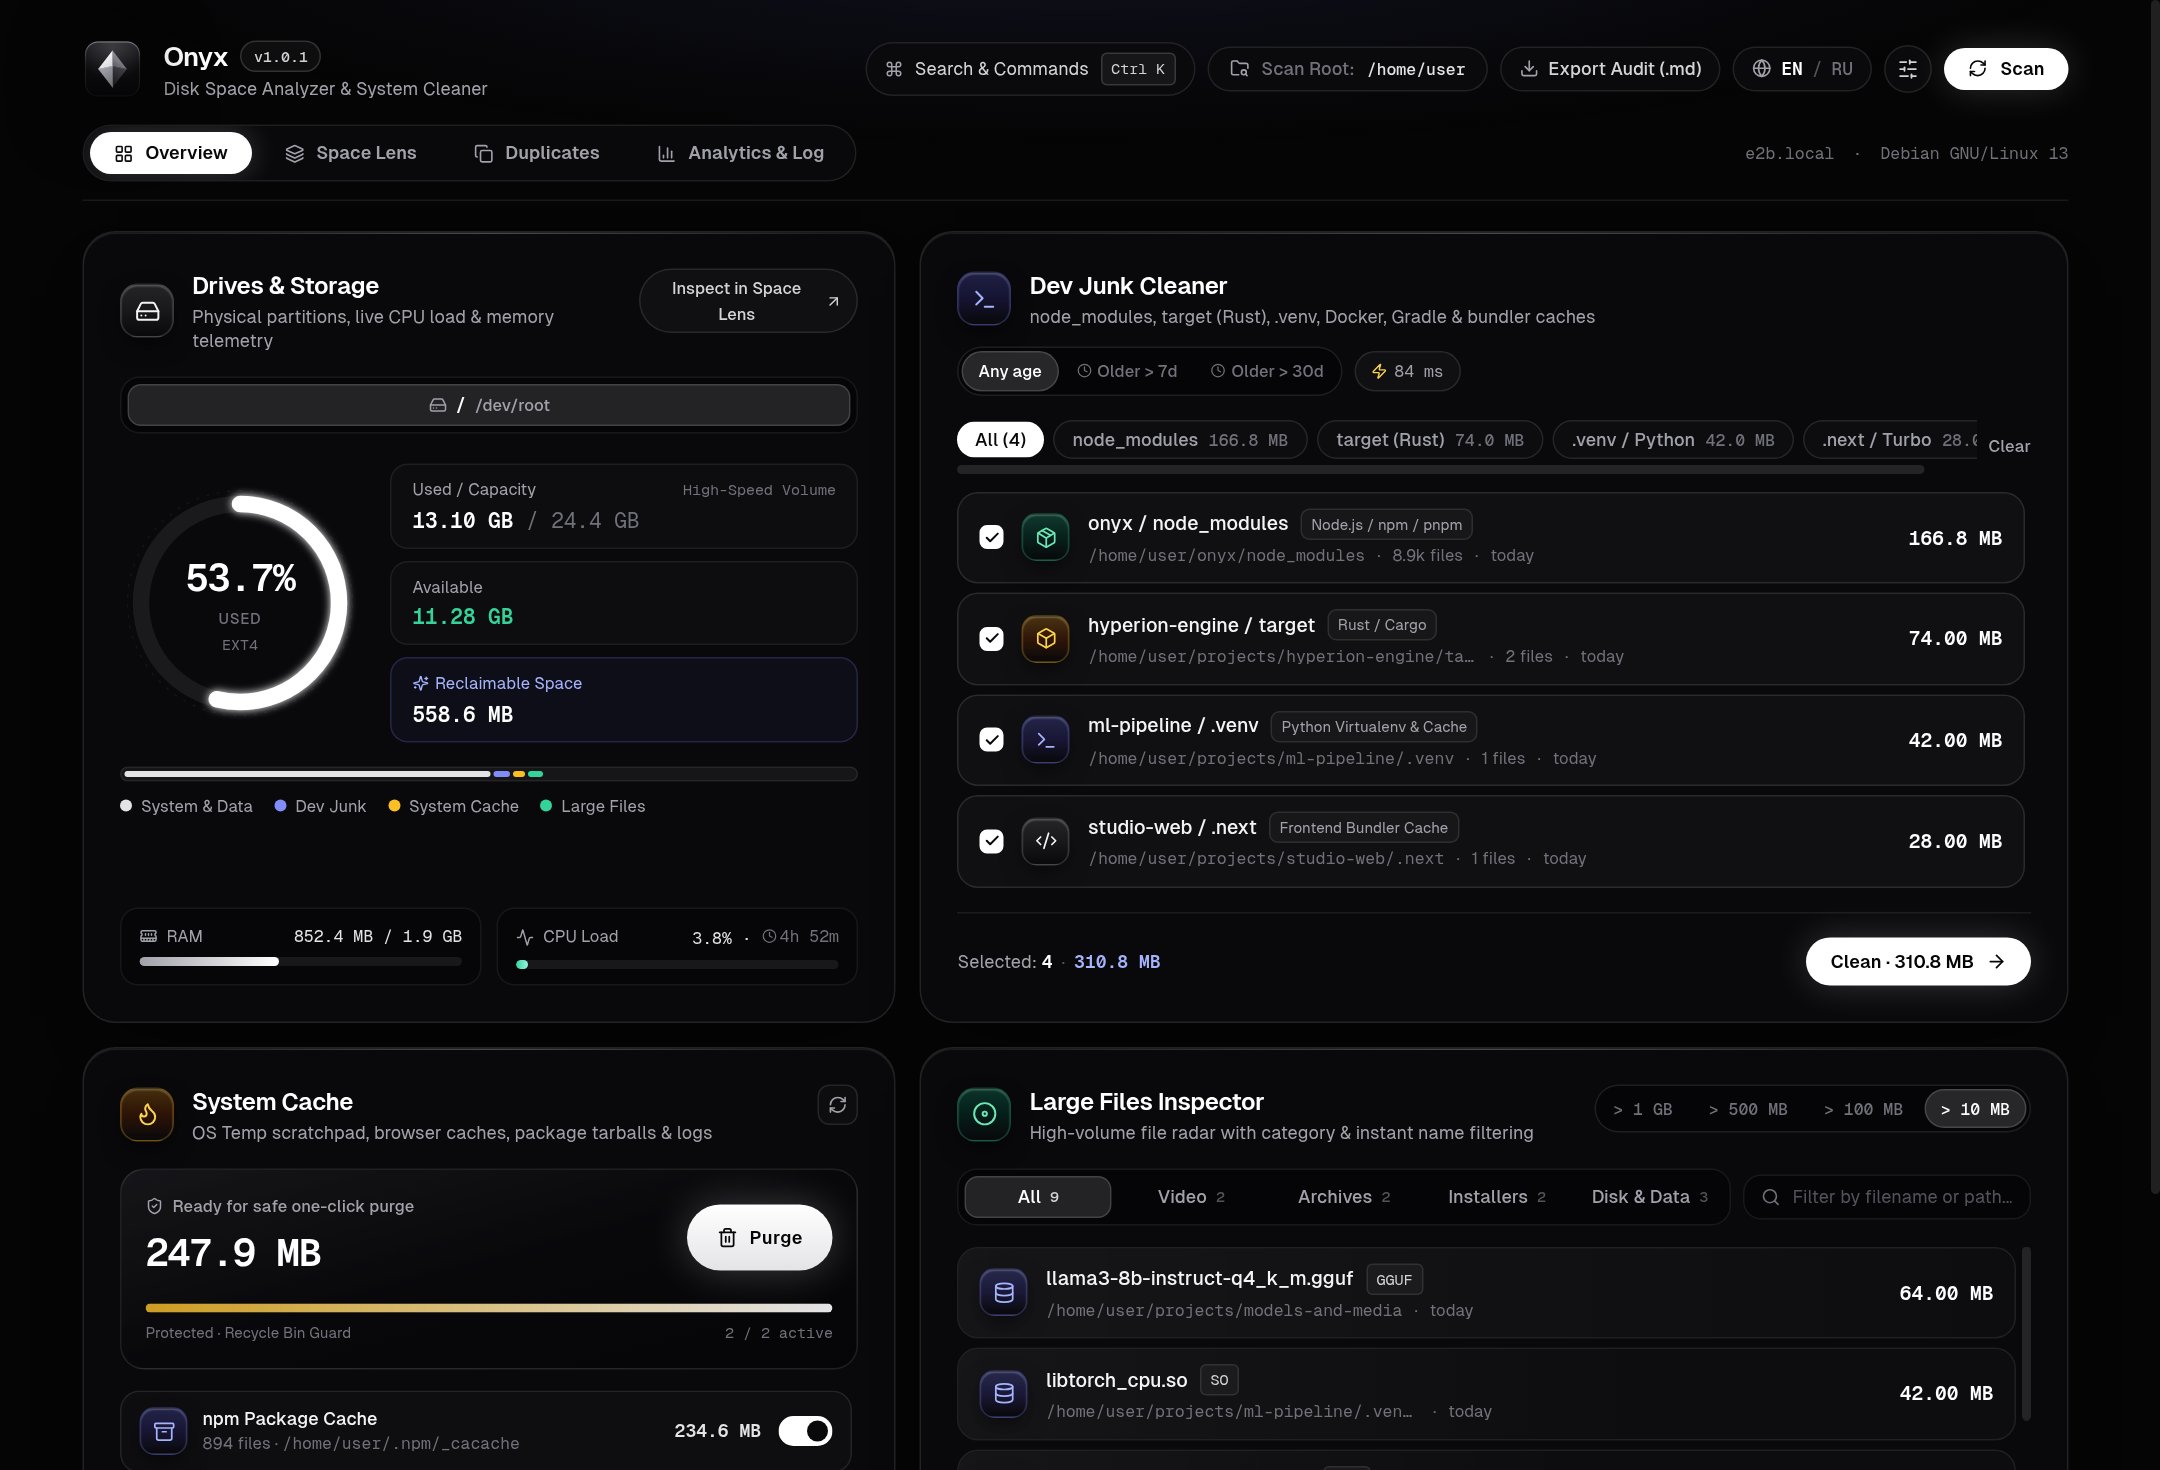 Onyx v1.0.1
Disk Space Analyzer & System Cleaner
Search & Commands Ctrl K
Scan Root: /home/user
Export Audit (.md)
EN / RU
Scan
Overview
Space Lens
Duplicates
Analytics & Log
e2b.local · Debian GNU/Linux 13
Drives & Storage
Physical partitions, live CPU load & memory
telemetry
Inspect in Space
Lens
/ /dev/root
53.7%
USED
EXT4
Used / Capacity High-Speed Volume
13.10 GB / 24.4 GB
Available
11.28 GB
Reclaimable Space
558.6 MB
System & Data Dev Junk System Cache Large Files
RAM 852.4 MB / 1.9 GB
CPU Load 3.8% · 4h 52m
Dev Junk Cleaner
node_modules, target (Rust), .venv, Docker, Gradle & bundler caches
Any age Older > 7d Older > 30d 84 ms
All (4) node_modules 166.8 MB target (Rust) 74.0 MB .venv / Python 42.0 MB .next / Turbo 28.0 Clear
onyx / node_modules Node.js / npm / pnpm
/home/user/onyx/node_modules · 8.9k files · today
166.8 MB
hyperion-engine / target Rust / Cargo
/home/user/projects/hyperion-engine/ta… · 2 files · today
74.00 MB
ml-pipeline / .venv Python Virtualenv & Cache
/home/user/projects/ml-pipeline/.venv · 1 files · today
42.00 MB
studio-web / .next Frontend Bundler Cache
/home/user/projects/studio-web/.next · 1 files · today
28.00 MB
Selected: 4 · 310.8 MB
Clean · 310.8 MB
System Cache
OS Temp scratchpad, browser caches, package tarballs & logs
Ready for safe one-click purge
247.9 MB
Purge
Protected · Recycle Bin Guard 2 / 2 active
npm Package Cache
894 files · /home/user/.npm/_cacache
234.6 MB
Large Files Inspector
High-volume file radar with category & instant name filtering
> 1 GB > 500 MB > 100 MB > 10 MB
All 9 Video 2 Archives 2 Installers 2 Disk & Data 3
Filter by filename or path...
llama3-8b-instruct-q4_k_m.gguf GGUF
/home/user/projects/models-and-media · today
64.00 MB
libtorch_cpu.so SO
/home/user/projects/ml-pipeline/.ven… · today
42.00 MB